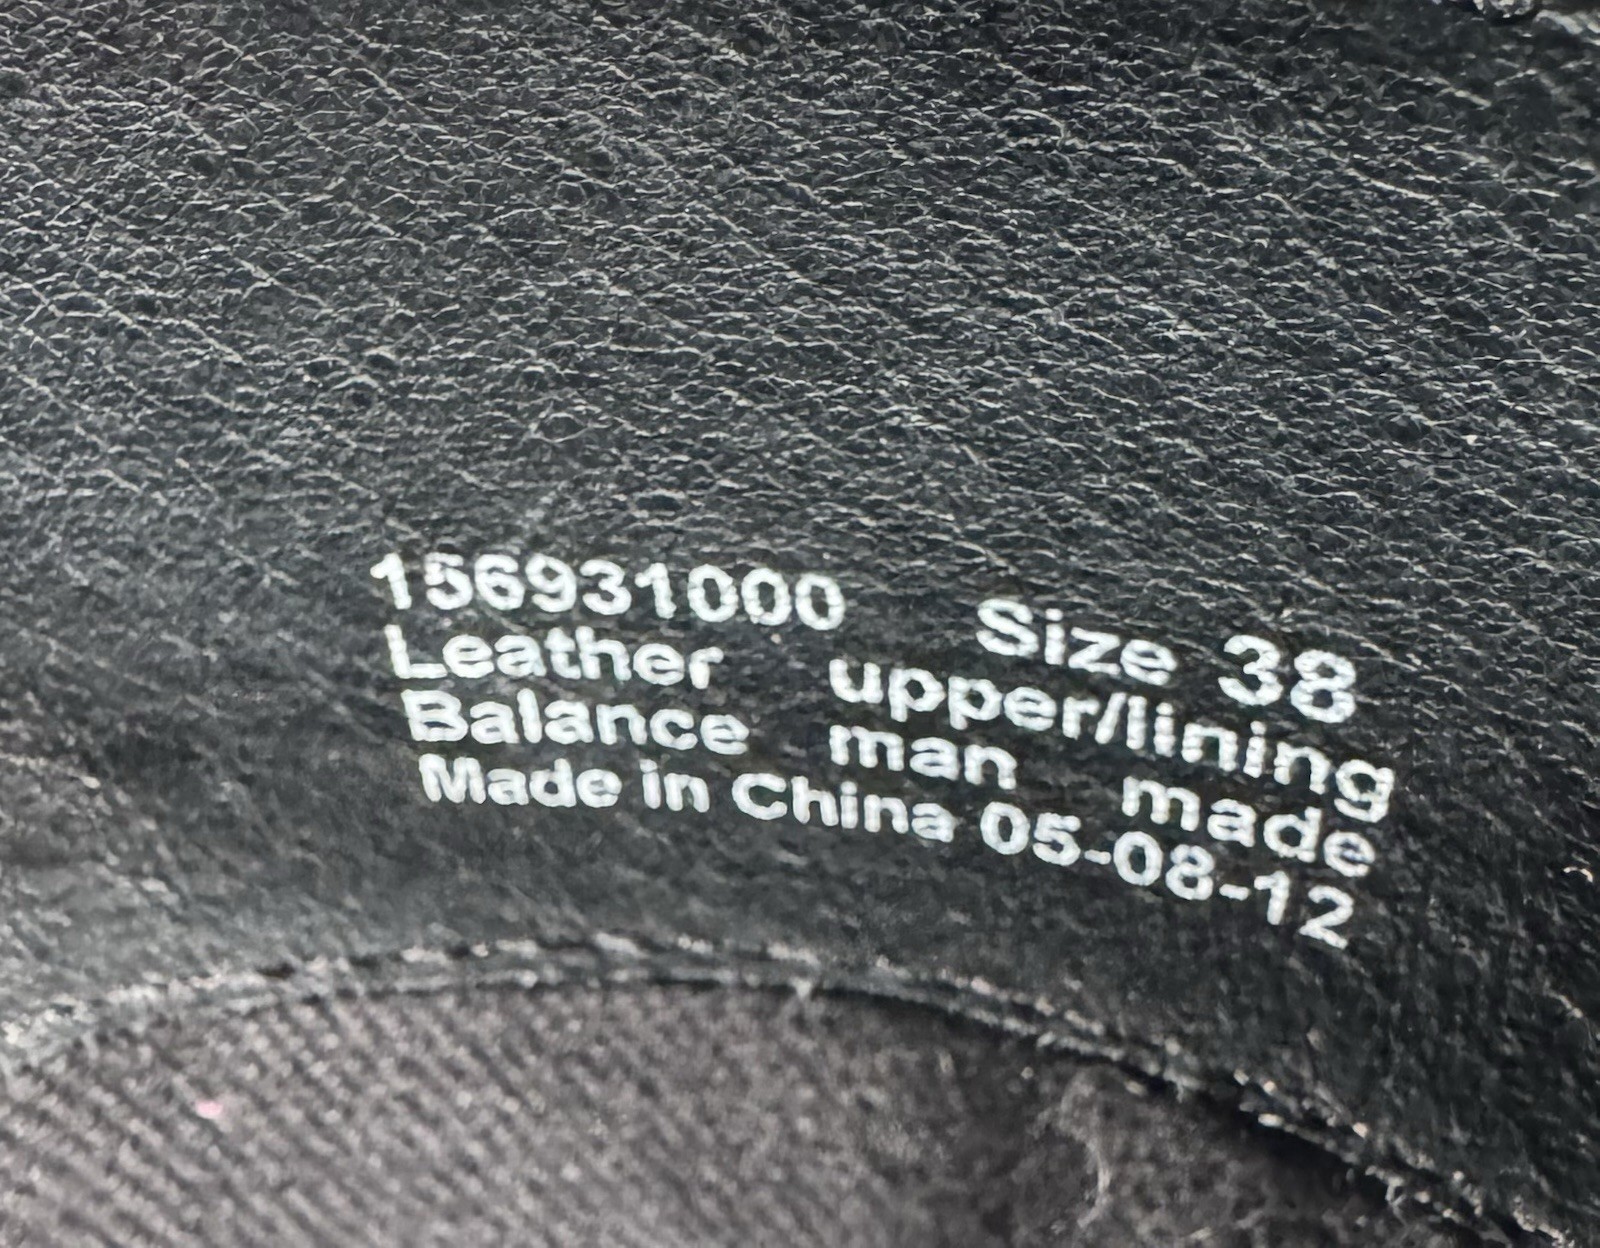 156931000 Size 38
Leather upper/lining
Balance man made
Made in China 05-08-12